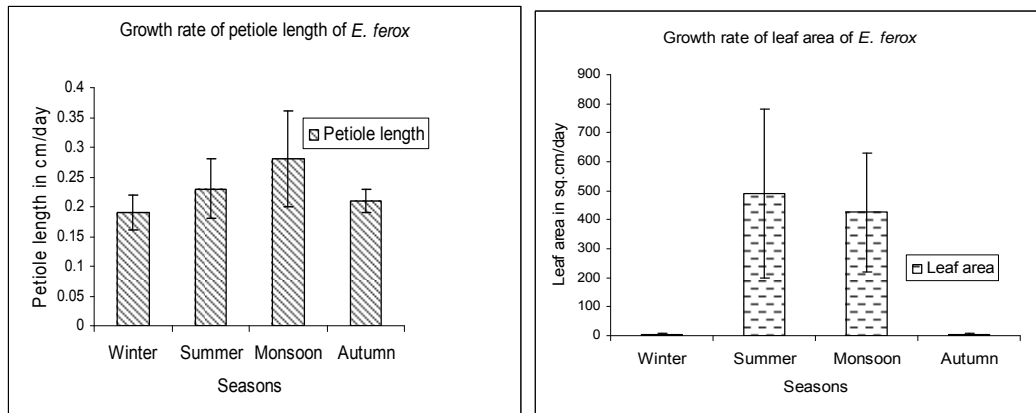 Growth rate of petiole length of E. ferox
Petiole length in cm/day
0.4
0.35
0.3
0.25
0.2
0.15
0.1
0.05
0
Petiole length
Winter Summer Monsoon Autumn
Seasons
Growth rate of leaf area of E. ferox
Leaf area in sq.cm/day
900
800
700
600
500
400
300
200
100
0
Leaf area
Winter Summer Monsoon Autumn
Seasons